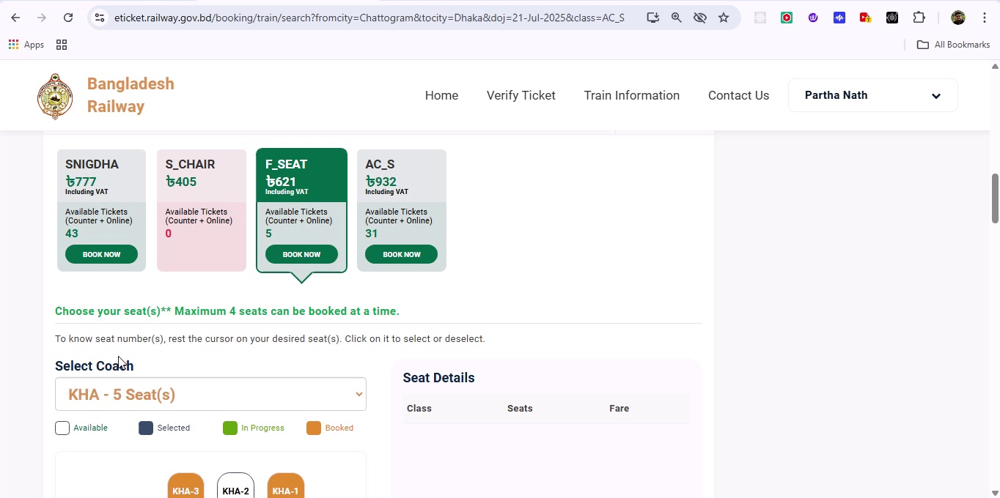 eticket.railway.gov.bd/booking/train/search?fromcity=Chattogram&tocity=Dhaka&doj=21-Jul-2025&class=AC_S
Apps
All Bookmarks
Bangladesh
Railway
Home
Verify Ticket
Train Information
Contact Us
Partha Nath
SNIGDHA
৳777
Including VAT
Available Tickets
(Counter + Online)
43
BOOK NOW
S_CHAIR
৳405
Available Tickets
(Counter + Online)
0
F_SEAT
৳621
Including VAT
Available Tickets
(Counter + Online)
5
BOOK NOW
AC_S
৳932
Including VAT
Available Tickets
(Counter + Online)
31
BOOK NOW
Choose your seat(s)** Maximum 4 seats can be booked at a time.
To know seat number(s), rest the cursor on your desired seat(s). Click on it to select or deselect.
Select Coach
KHA - 5 Seat(s)
Available
Selected
In Progress
Booked
KHA-3
KHA-2
KHA-1
Seat Details
Class
Seats
Fare